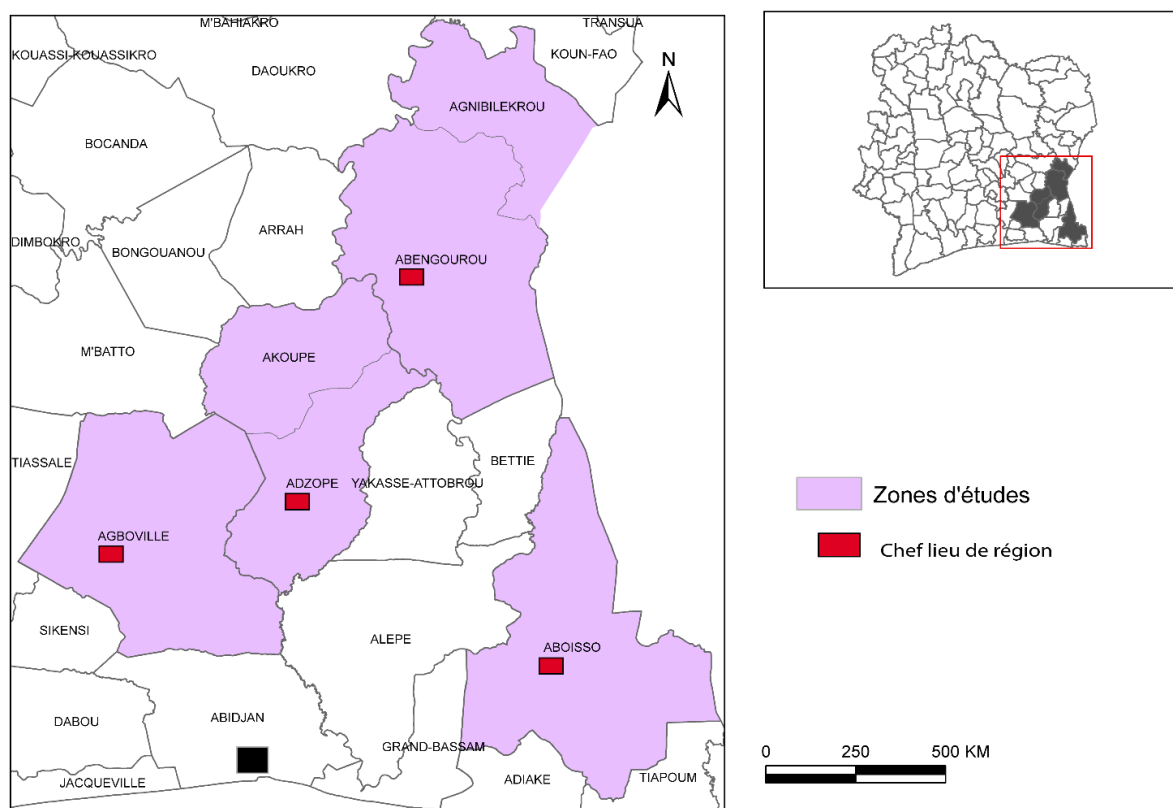 M'BAHIAKRO
TRANSUA
KOUASSI-KOUASSIKRO
KOUN-FAO
DAOUKRO
N
AGNIBILEKROU
BOCANDA
ARRAH
DIMBOKRO
BONGOUANOU
ABENGOUROU
M'BATTO
AKOUPE
TIASSALE
BETTIE
ADZOPE
YAKASSE-ATTOBROU
AGBOVILLE
SIKENSI
ALEPE
ABOISSO
DABOU
ABIDJAN
GRAND-BASSAM
JACQUEVILLE
ADIAKE
TIAPOUM
Zones d'études
Chef lieu de région
0 250 500 KM